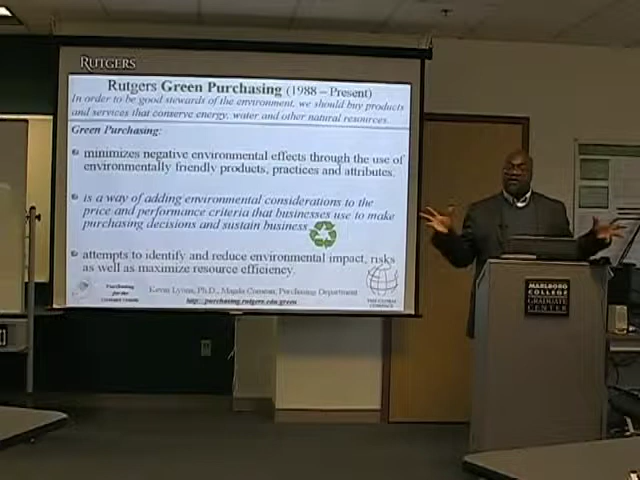 RUTGERS
Rutgers Green Purchasing (1988 – Present)
In order to be good stewards of the environment, we should buy products
and services that conserve energy, water and other natural resources.
Green Purchasing:
minimizes negative environmental effects through the use of
environmentally friendly products, practices and attributes.
is a way of adding environmental considerations to the
price and performance criteria that businesses use to make
purchasing decisions and sustain business
attempts to identify and reduce environmental impact, risks
as well as maximize resource efficiency.
Kevin Lyons, Ph.D., Purchasing Department
http://purchasing.rutgers.edu/green
MARLBORO
COLLEGE
GRADUATE
CENTER